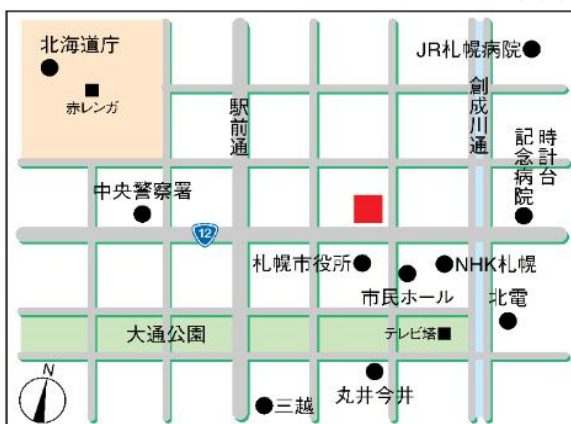 北海道庁
赤レンガ
JR札幌病院
駅前通
創成川通
時計台
記念病院
中央警察署
12
札幌市役所
NHK札幌
市民ホール
北電
大通公園
テレビ塔
丸井今井
三越
N